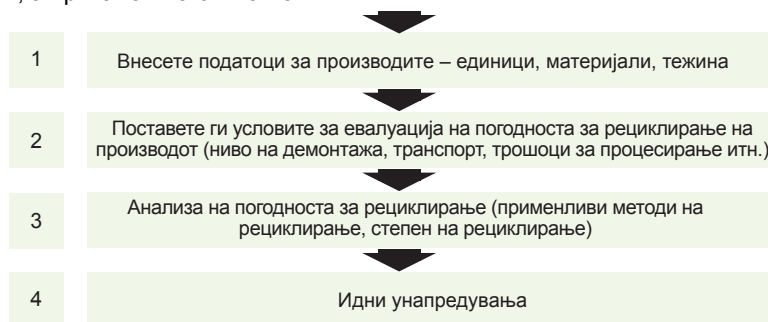 1
Внесете податоци за производите – единици, материјали, тежина
2
Поставете ги условите за евалуација на погодноста за рециклирање на
производот (ниво на демонтажа, транспорт, трошоци за процесирање итн.)
3
Анализа на погодноста за рециклирање (применливи методи на
рециклирање, степен на рециклирање)
4
Идни унапредувања